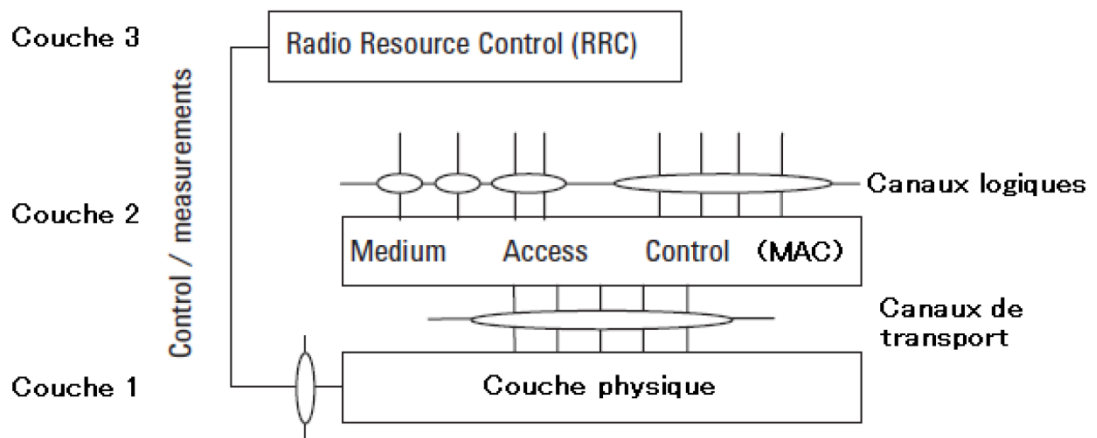 Couche 3
Radio Resource Control (RRC)
Control / measurements
Canaux logiques
Couche 2
Medium Access Control (MAC)
Canaux de
transport
Couche 1
Couche physique